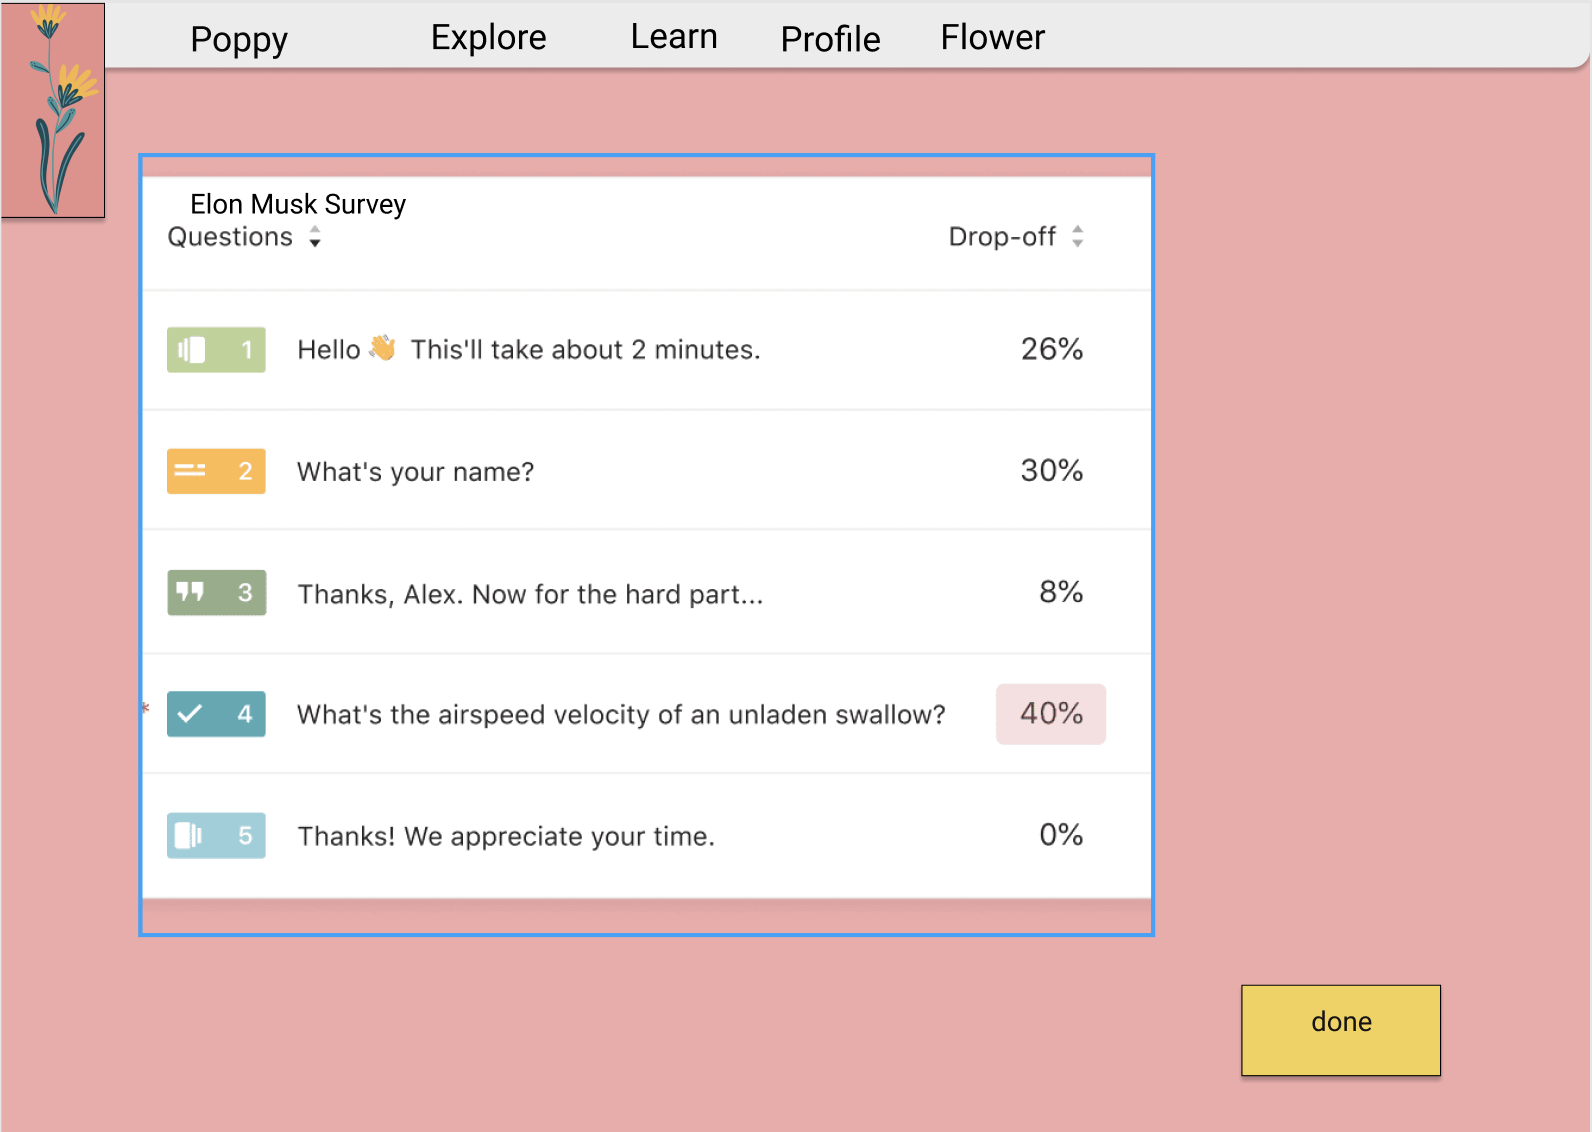 Poppy Explore Learn Profile Flower
Elon Musk Survey
Questions Drop-off
1 Hello 👋 This'll take about 2 minutes. 26%
2 What's your name? 30%
3 Thanks, Alex. Now for the hard part... 8%
* 4 What's the airspeed velocity of an unladen swallow? 40%
5 Thanks! We appreciate your time. 0%
done